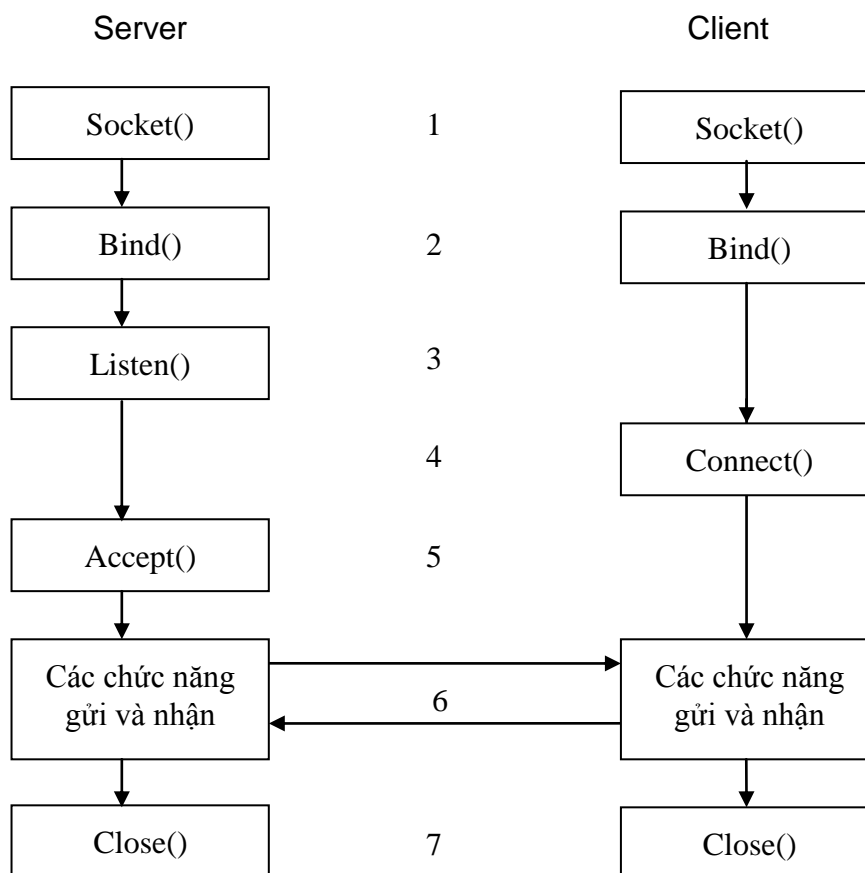 Server
Client
Socket()
1
Socket()
Bind()
2
Bind()
Listen()
3
4
Connect()
Accept()
5
Các chức năng
gửi và nhận
6
Các chức năng
gửi và nhận
Close()
7
Close()